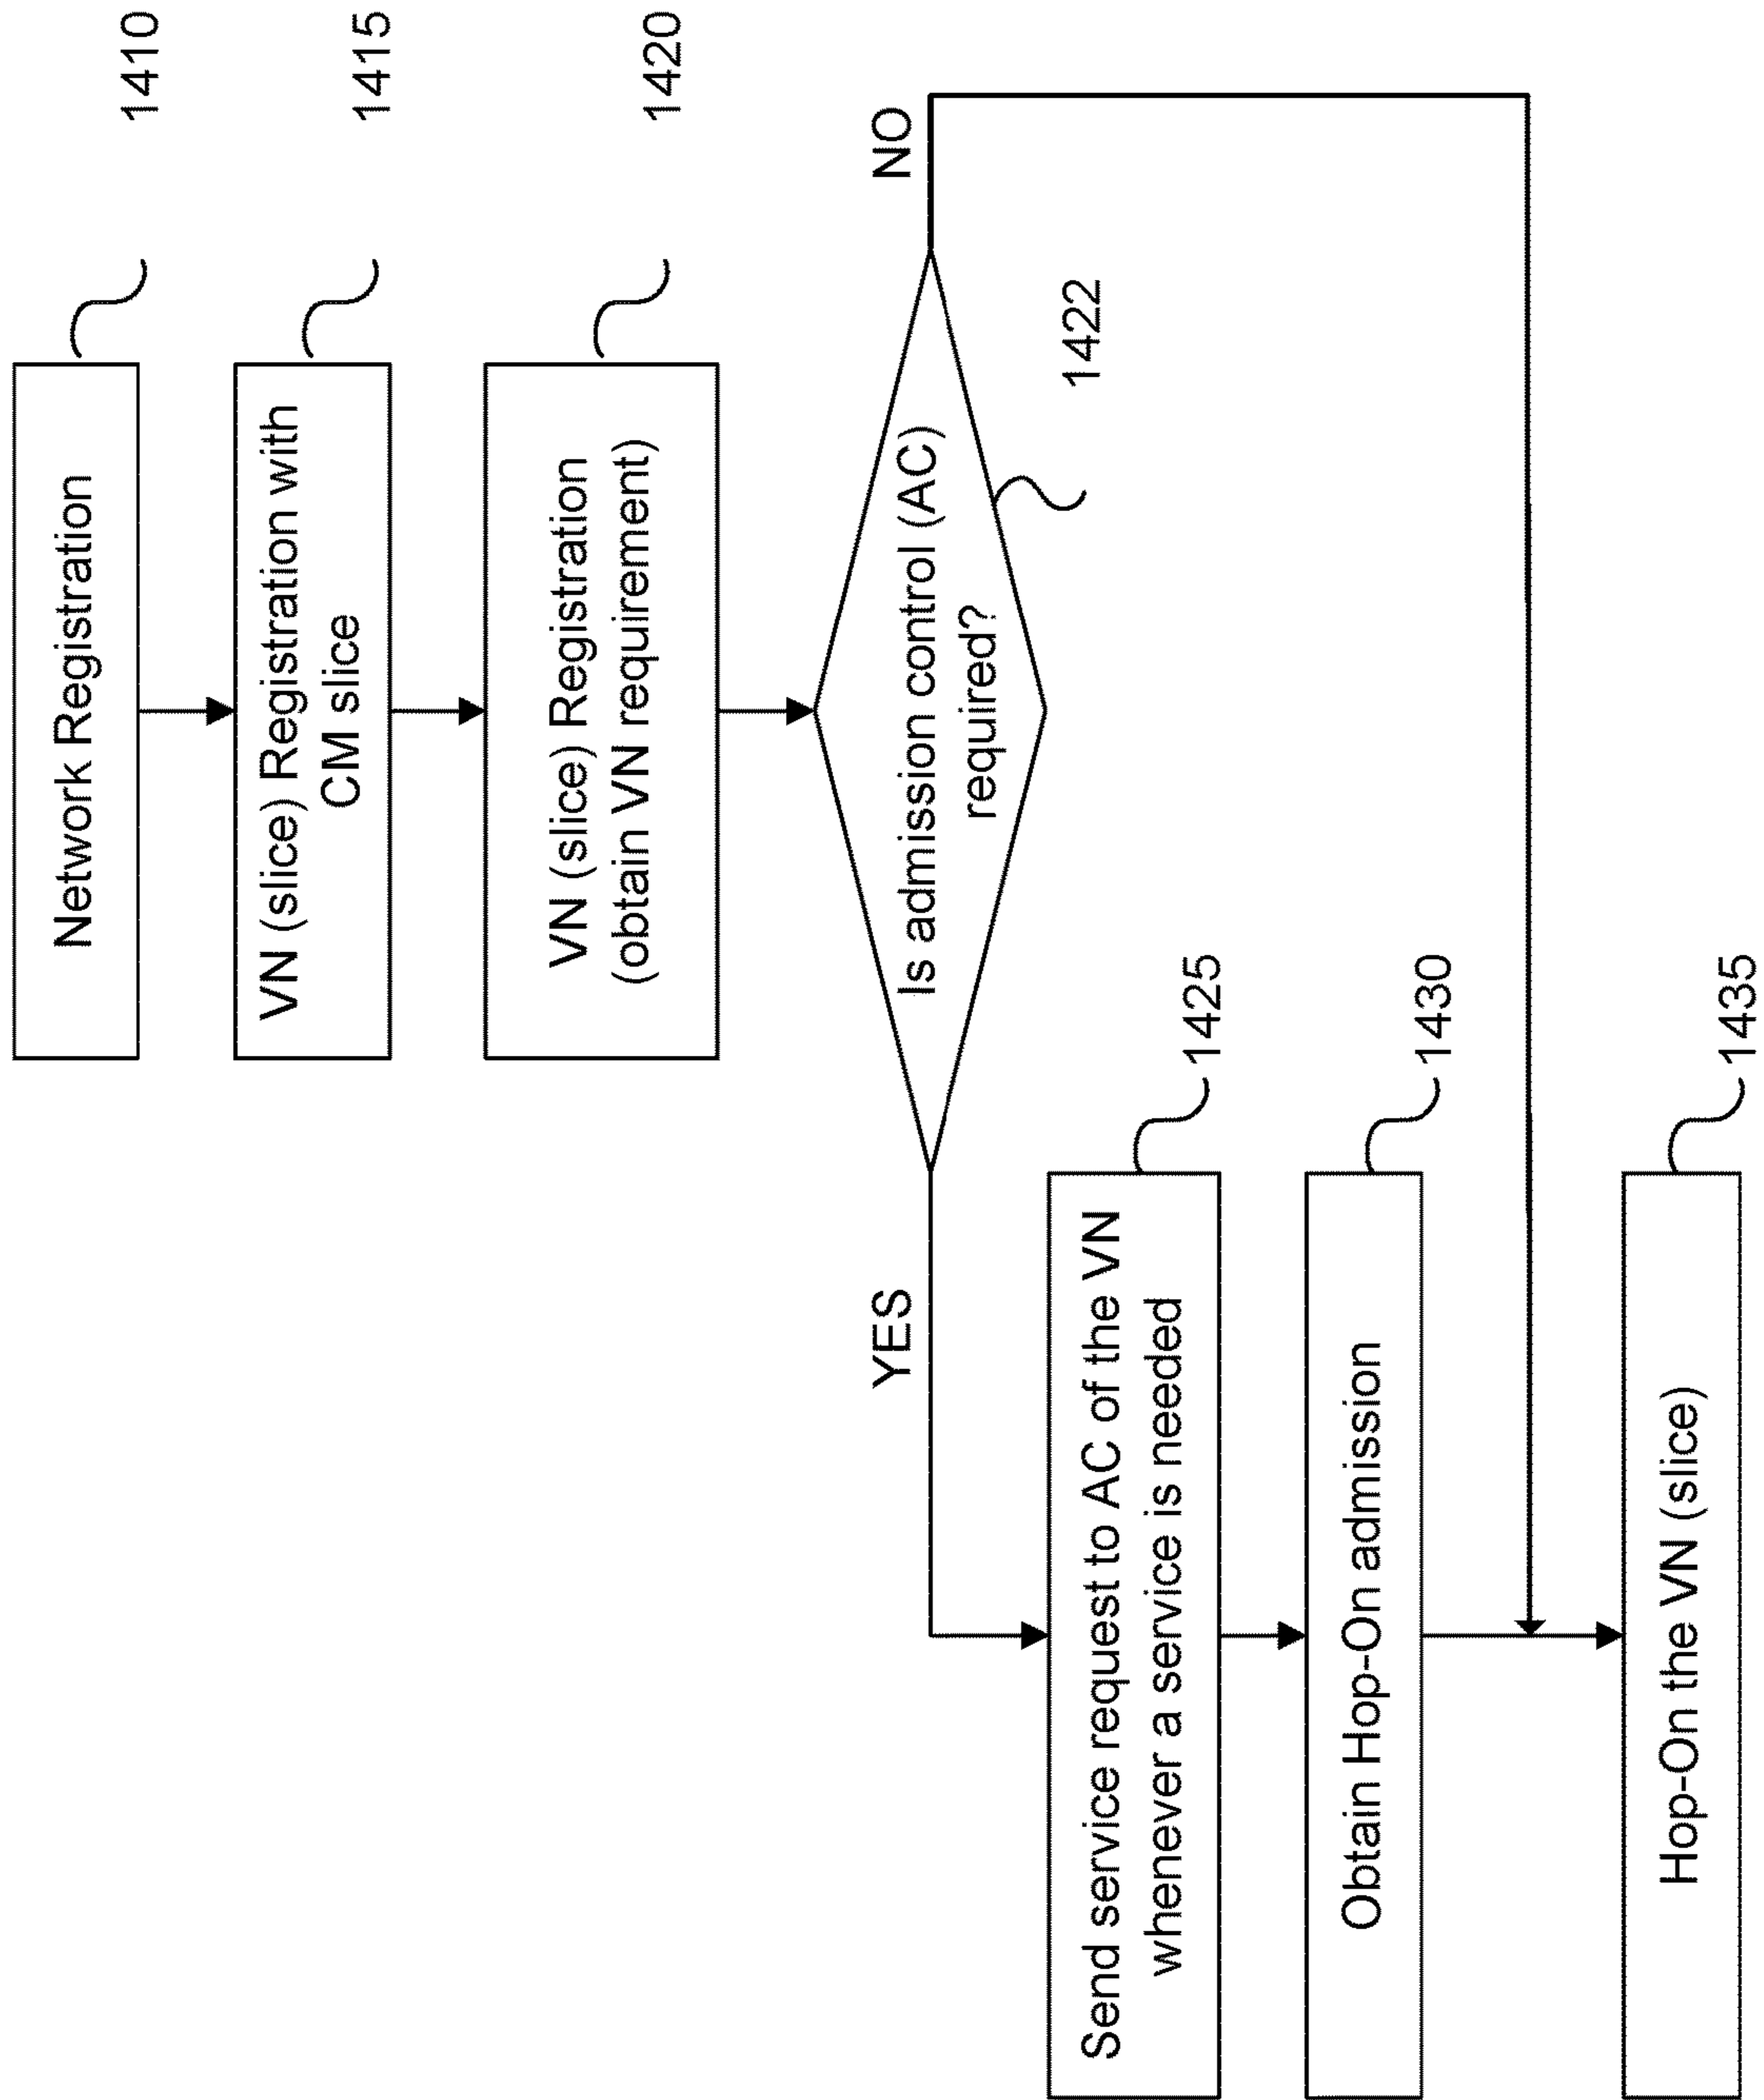 Network Registration
1410
VN (slice) Registration with
CM slice
1415
VN (slice) Registration
(obtain VN requirement)
1420
Is admission control (AC)
required?
1422
NO
YES
Send service request to AC of the VN
whenever a service is needed
1425
Obtain Hop-On admission
1430
Hop-On the VN (slice)
1435